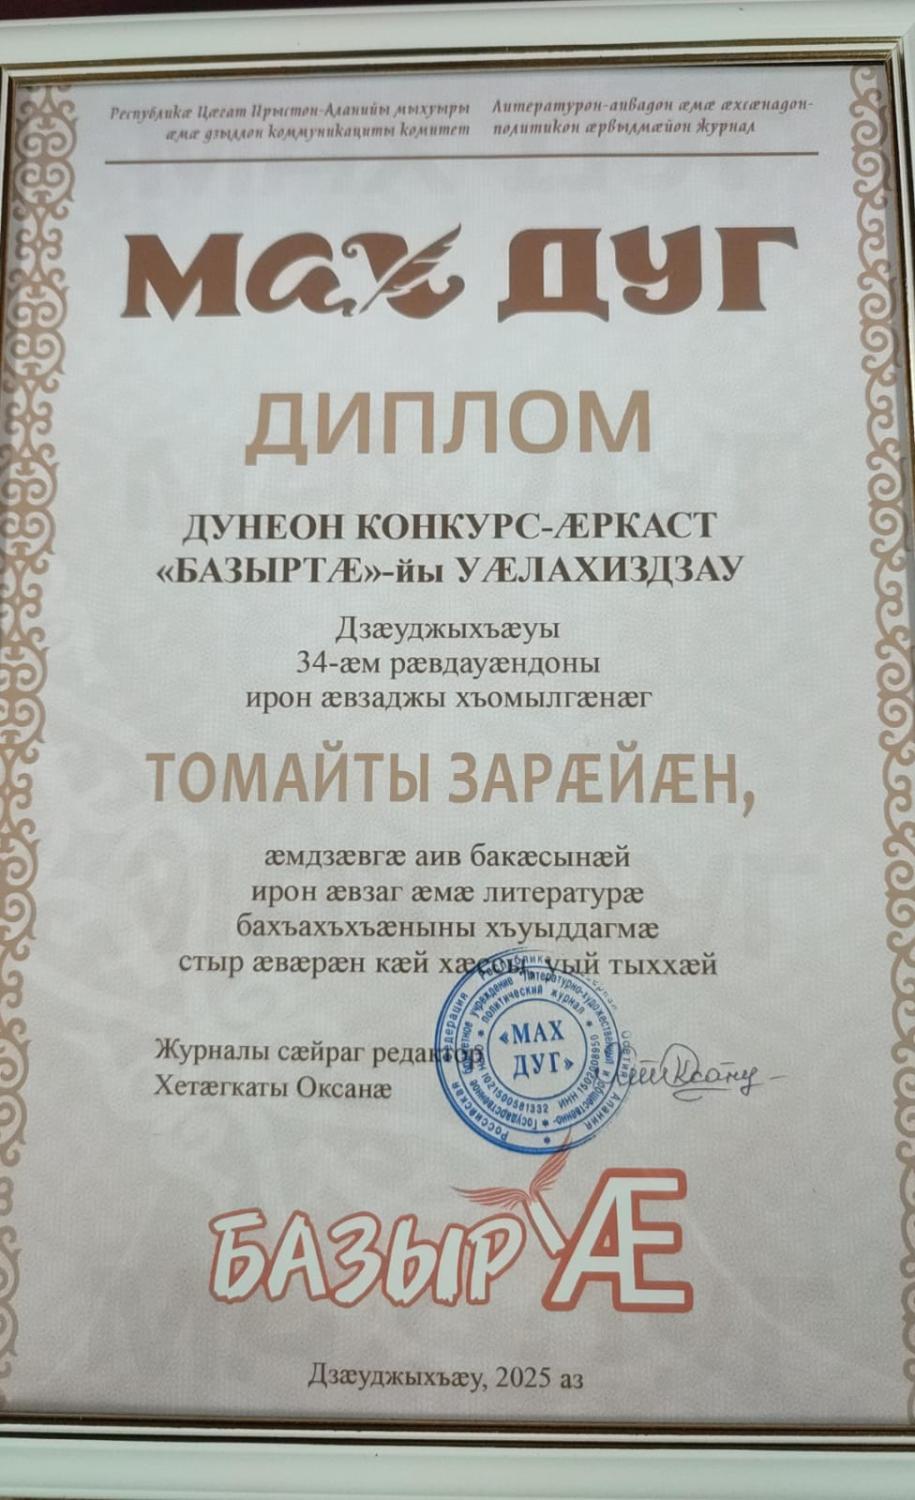 Республикæ Цæгат Ирыстон-Аланийы мыхуыры
æмæ дзыллон коммуникациты комитет
Литературон-аивадон æмæ æхсæнадон-
политикон æрвылмæйон журнал
МАХ ДУГ
ДИПЛОМ
ДУНЕОН КОНКУРС-ÆРКАСТ
«БАЗЫРТÆ»-йы УÆЛАХИЗДЗАУ
Дзæуджыхъæуы
34-æм рæвдауæндоны
ирон æвзаджы хъомылгæнæг
ТОМАЙТЫ ЗАРÆЙÆН,
æмдзæвгæ аив бакæсынæй
ирон æвзаг æмæ литературæ
бахъахъхъæныны хъуыддагмæ
стыр æвæрæн кæй хæссы, уый тыххæй
Журналы сæйраг редактор
Хетæгкаты Оксанæ
«МАХ
ДУГ»
БАЗЫРТÆ
Дзæуджыхъæу, 2025 аз